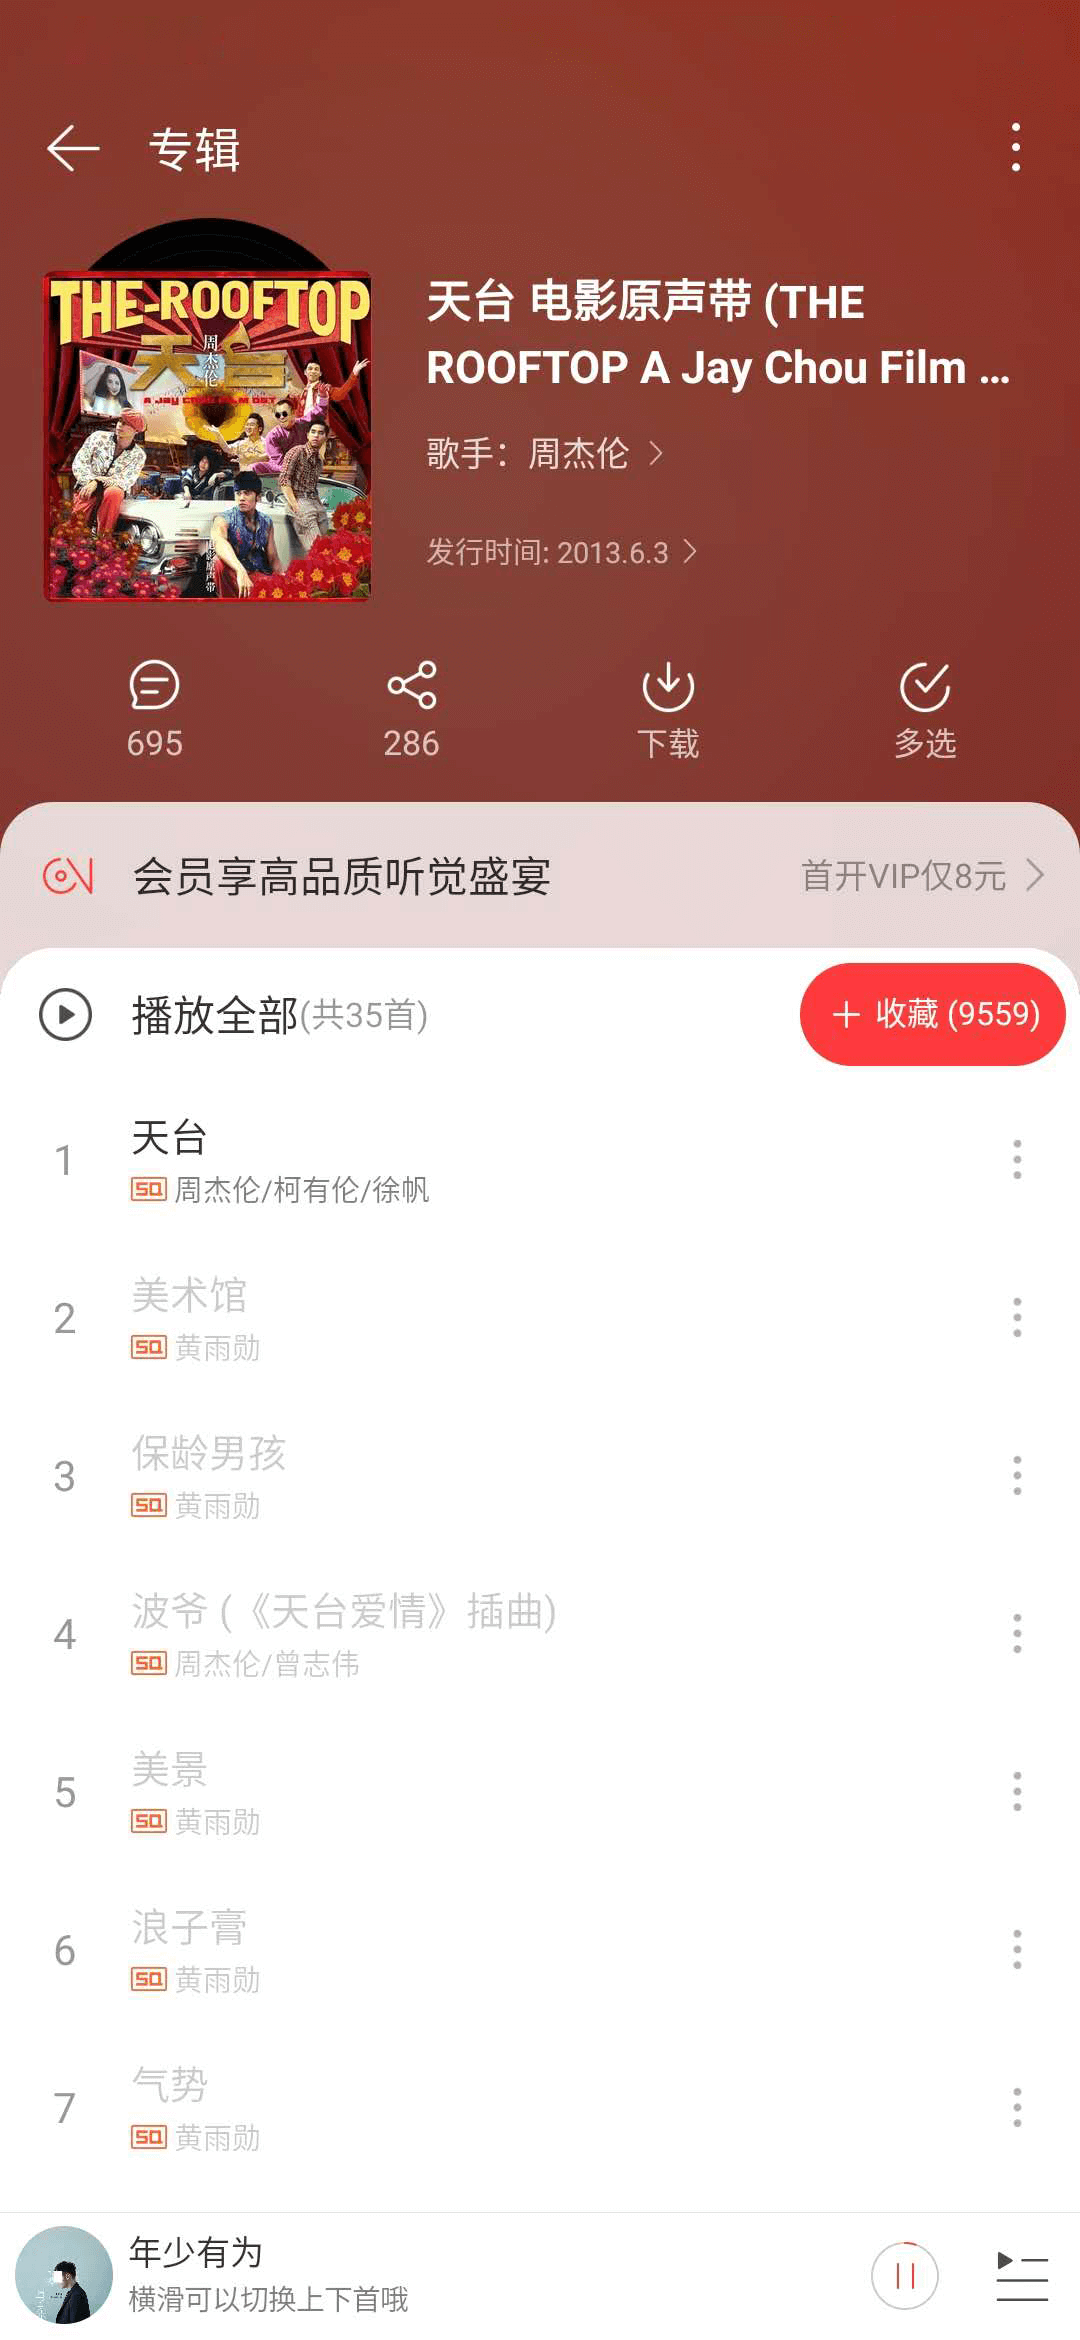 专辑
THE-ROOFTOP
天台
周杰伦
A JAY CHOU FILM OST
电影原声带
天台 电影原声带 (THE
ROOFTOP A Jay Chou Film ...
歌手：周杰伦
发行时间: 2013.6.3
695
286
下载
多选
会员享高品质听觉盛宴
首开VIP仅8元
播放全部(共35首)
收藏 (9559)
1
天台
SQ 周杰伦/柯有伦/徐帆
2
美术馆
SQ 黄雨勋
3
保龄男孩
SQ 黄雨勋
4
波爷 (《天台爱情》插曲)
SQ 周杰伦/曾志伟
5
美景
SQ 黄雨勋
6
浪子膏
SQ 黄雨勋
7
气势
SQ 黄雨勋
年少有为
横滑可以切换上下首哦